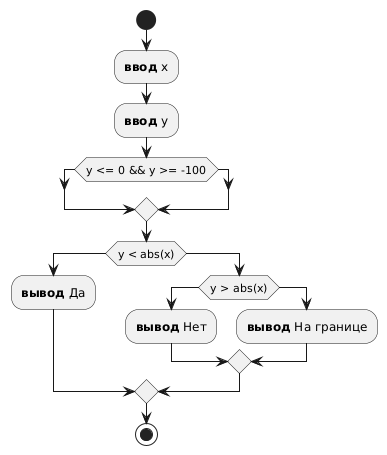 ввод x
ввод y
y <= 0 && y >= -100
y < abs(x)
вывод Да
y > abs(x)
вывод Нет
вывод На границе